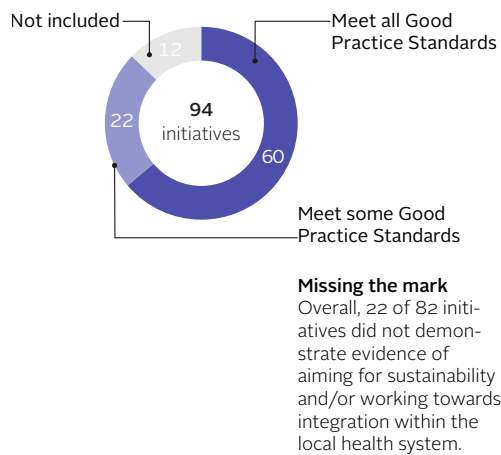 Not included
Meet all Good
Practice Standards
12
94
initiatives
22
60
Meet some Good
Practice Standards
Missing the mark
Overall, 22 of 82 initi-
atives did not demon-
strate evidence of
aiming for sustainability
and/or working towards
integration within the
local health system.